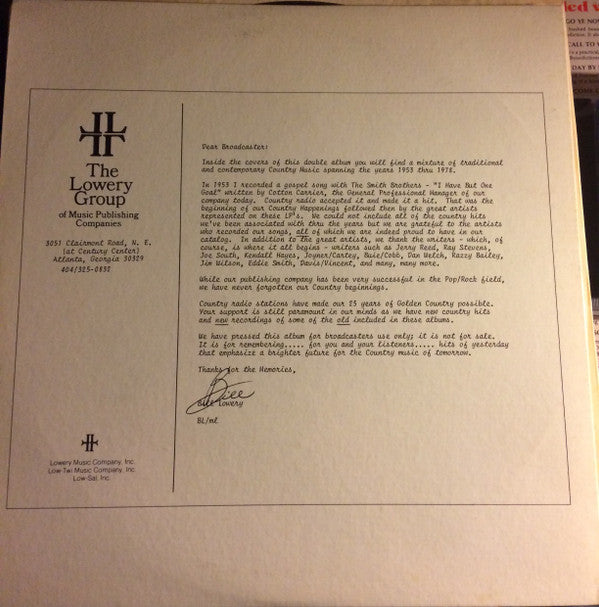 The
Lowery
Group
of Music Publishing
Companies
3051 Clairmont Road, N. E.
(at Century Center)
Atlanta, Georgia 30329
404/325-0832
Lowery Music Company, Inc.
Low-Twi Music Company, Inc.
Low-Sal, Inc.
Dear Broadcaster:
Inside the covers of this double album you will find a mixture of traditional
and contemporary Country Music spanning the years 1953 thru 1978.
In 1953 I recorded a gospel song with The Smith Brothers - "I Have But One
Goal" written by Cotton Carrier, the General Professional Manager of our
company today. Country radio accepted it and made it a hit. That was the
beginning of our Country Happenings followed then by the great artists
represented on these LP's. We could not include all of the country hits
we've been associated with thru the years but we are grateful to the artists
who recorded our songs, all of which we are indeed proud to have in our
catalog. In addition to the great artists, we thank the writers - which, of
course, is where it all begins - writers such as Jerry Reed, Ray Stevens,
Joe South, Kendall Hayes, Joyner/Cartey, Buie/Cobb, Dan Welch, Razzy Bailey,
Jim Wilson, Eddie Smith, Davis/Vincent, and many, many more.
While our publishing company has been very successful in the Pop/Rock field,
we have never forgotten our Country beginnings.
Country radio stations have made our 25 years of Golden Country possible.
Your support is still paramount in our minds as we have new country hits
and new recordings of some of the old included in these albums.
We have pressed this album for broadcasters use only; it is not for sale.
It is for remembering..... for you and your listeners..... hits of yesterday
that emphasize a brighter future for the Country music of tomorrow.
Thanks for the Memories,
Bill
Bill Lowery
BL/ml
GO YE NOW
CALL TO
DAY BY